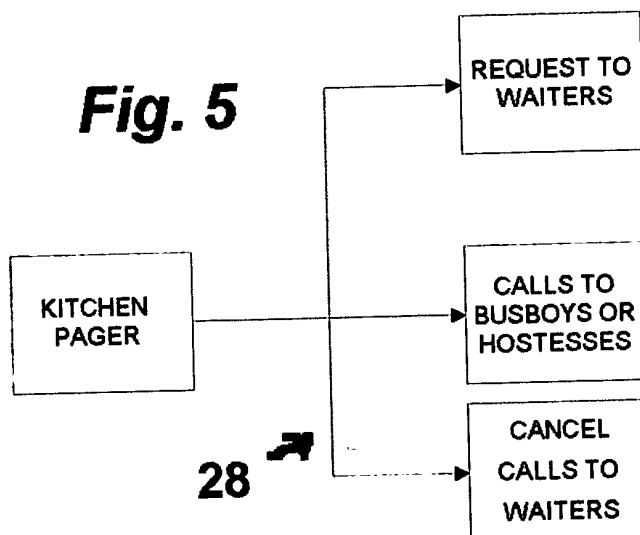 Fig. 5
REQUEST TO
WAITERS
KITCHEN
PAGER
CALLS TO
BUSBOYS OR
HOSTESSES
CANCEL
CALLS TO
WAITERS
28